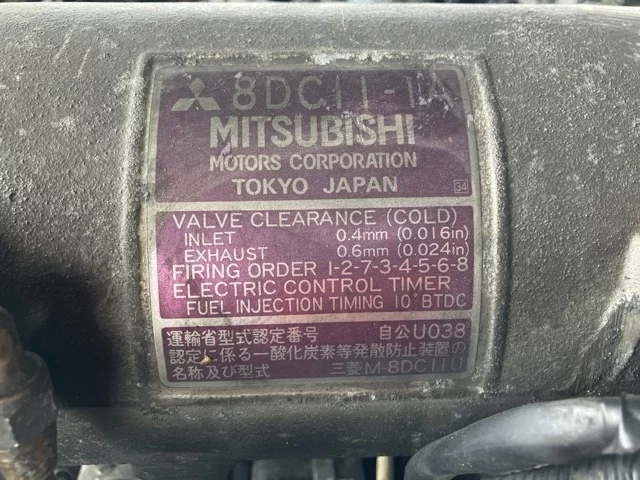 8DC11-1A
MITSUBISHI
MOTORS CORPORATION
TOKYO JAPAN 34
VALVE CLEARANCE (COLD)
INLET 0.4mm (0.016in)
EXHAUST 0.6mm (0.024in)
FIRING ORDER 1-2-7-3-4-5-6-8
ELECTRIC CONTROL TIMER
FUEL INJECTION TIMING 10° BTDC
運輸省型式認定番号 自公U038
認定に係る一酸化炭素等発散防止装置の
名称及び型式 三菱M-8DC11U